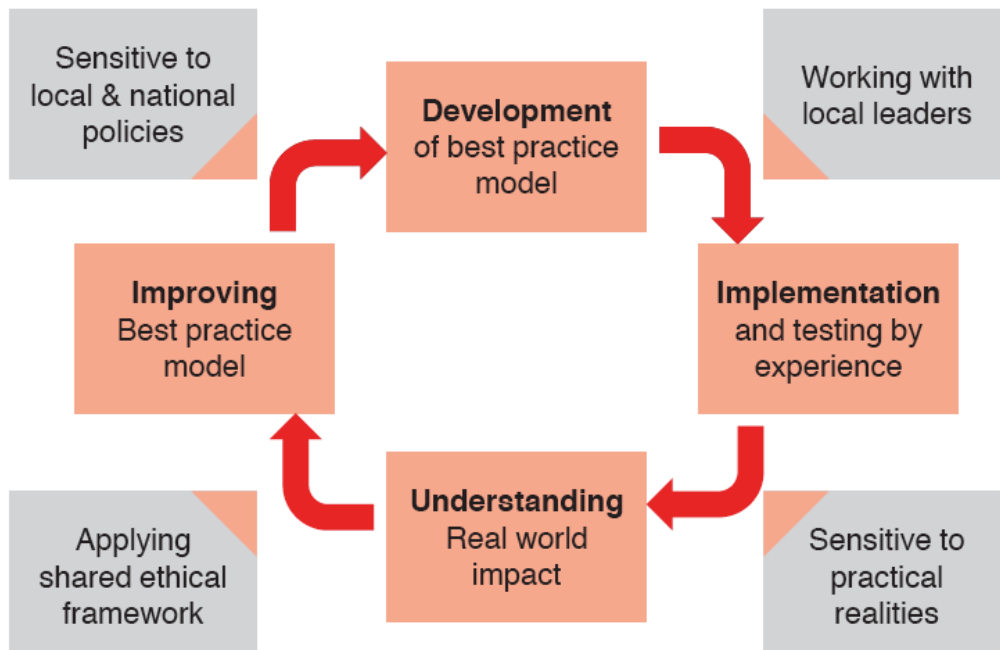 Sensitive to
local & national
policies
Development
of best practice
model
Working with
local leaders
Improving
Best practice
model
Implementation
and testing by
experience
Applying
shared ethical
framework
Understanding
Real world
impact
Sensitive to
practical
realities